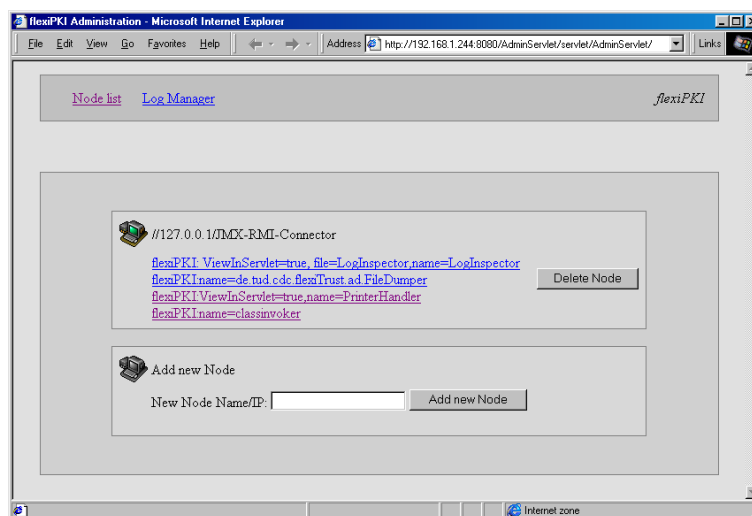 flexiPKI Administration - Microsoft Internet Explorer
File Edit View Go Favorites Help Address http://192.168.1.244:8080/AdminServlet/servlet/AdminServlet/ Links
Node list Log Manager flexiPKI
//127.0.0.1/JMX-RMI-Connector
flexiPKI: ViewInServlet=true, file=LogInspector,name=LogInspector
flexiPKI:name=de.tud.cdc.flexiTrust.ad.FileDumper
Delete Node
flexiPKI:ViewInServlet=true,name=PrinterHandler
flexiPKI:name=classinvoker
Add new Node
New Node Name/IP: Add new Node
Internet zone